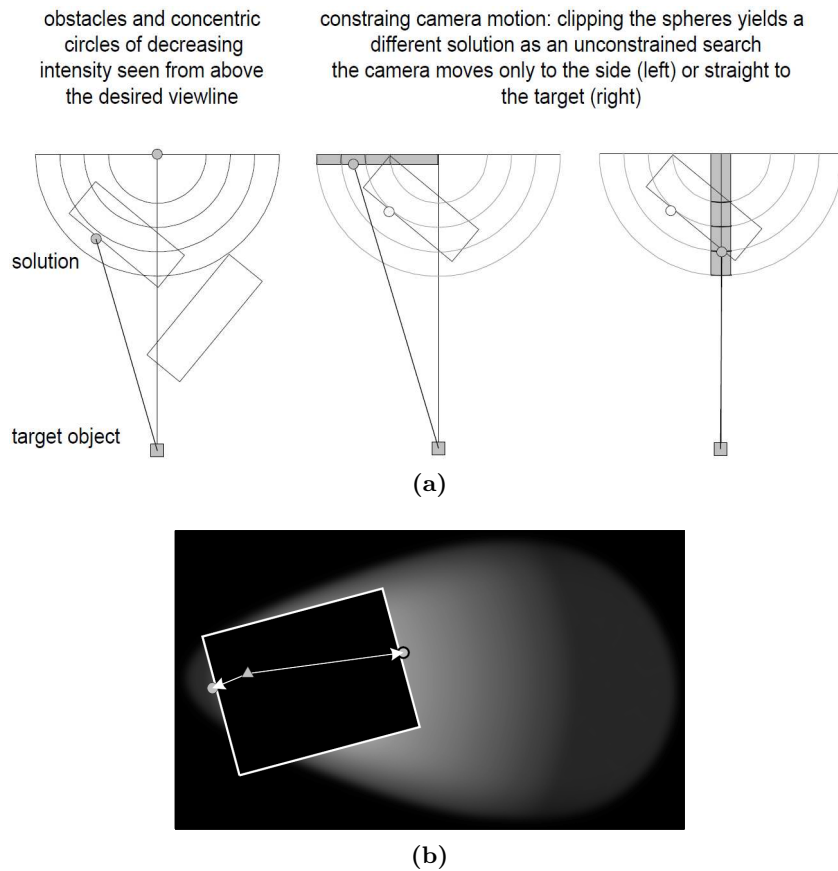 obstacles and concentric
circles of decreasing
intensity seen from above
the desired viewline
constraing camera motion: clipping the spheres yields a
different solution as an unconstrained search
the camera moves only to the side (left) or straight to
the target (right)
solution
target object
(a)
(b)